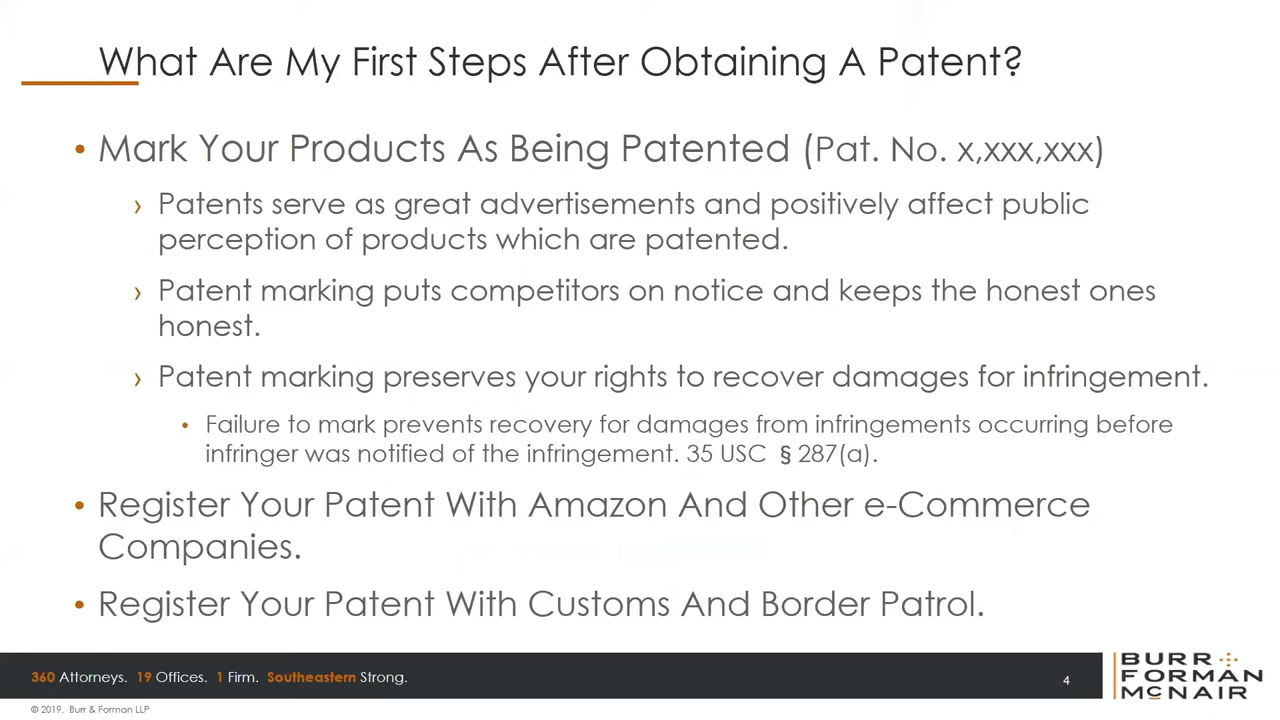 What Are My First Steps After Obtaining A Patent?
• Mark Your Products As Being Patented (Pat. No. x,xxx,xxx)
› Patents serve as great advertisements and positively affect public
perception of products which are patented.
› Patent marking puts competitors on notice and keeps the honest ones
honest.
› Patent marking preserves your rights to recover damages for infringement.
• Failure to mark prevents recovery for damages from infringements occurring before
infringer was notified of the infringement. 35 USC § 287(a).
• Register Your Patent With Amazon And Other e-Commerce
Companies.
• Register Your Patent With Customs And Border Patrol.
360 Attorneys. 19 Offices. 1 Firm. Southeastern Strong.
4
BURR
FORMAN
MCNAIR
© 2019. Burr & Forman LLP